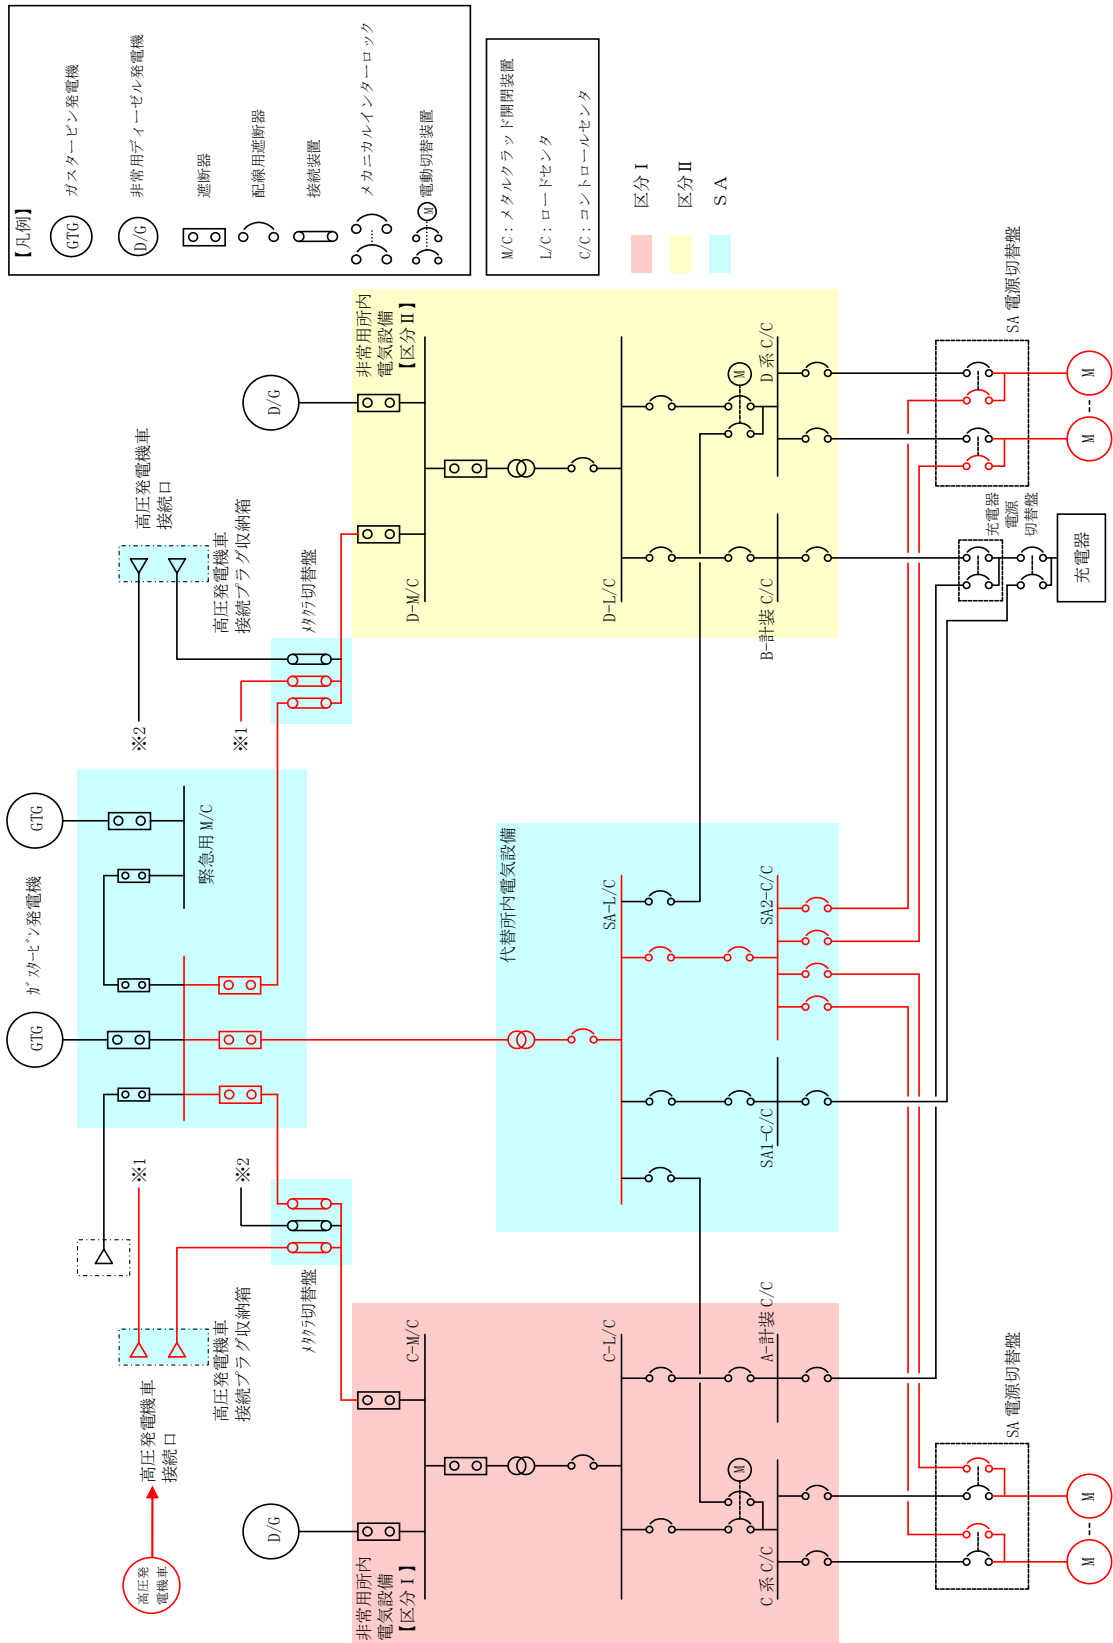 【凡例】
GTG
ガスタービン発電機
D/G
非常用ディーゼル発電機
遮断器
配線用遮断器
接続装置
メカニカルインターロック
M
電動切替装置
M/C：メタルクラッド開閉装置
L/C：ロードセンタ
C/C：コントロールセンタ
区分Ⅰ
区分Ⅱ
ＳＡ
高圧発
電機車
高圧発電機車
接続口
高圧発電機車
接続プラグ収納箱
※1
※2
ﾒﾀｸﾗ切替盤
GTG
ｶﾞｽﾀｰﾋﾞﾝ発電機
GTG
緊急用 M/C
※2
※1
高圧発電機車
接続口
高圧発電機車
接続プラグ収納箱
ﾒﾀｸﾗ切替盤
D/G
非常用所内
電気設備
【区分Ⅰ】
C-M/C
C-L/C
C 系 C/C
M
A-計装 C/C
代替所内電気設備
SA-L/C
SA1-C/C
SA2-C/C
D/G
非常用所内
電気設備
【区分Ⅱ】
D-M/C
D-L/C
B-計装 C/C
M
D 系 C/C
SA 電源切替盤
M
M
充電器
電源
切替盤
充電器
SA 電源切替盤
M
M